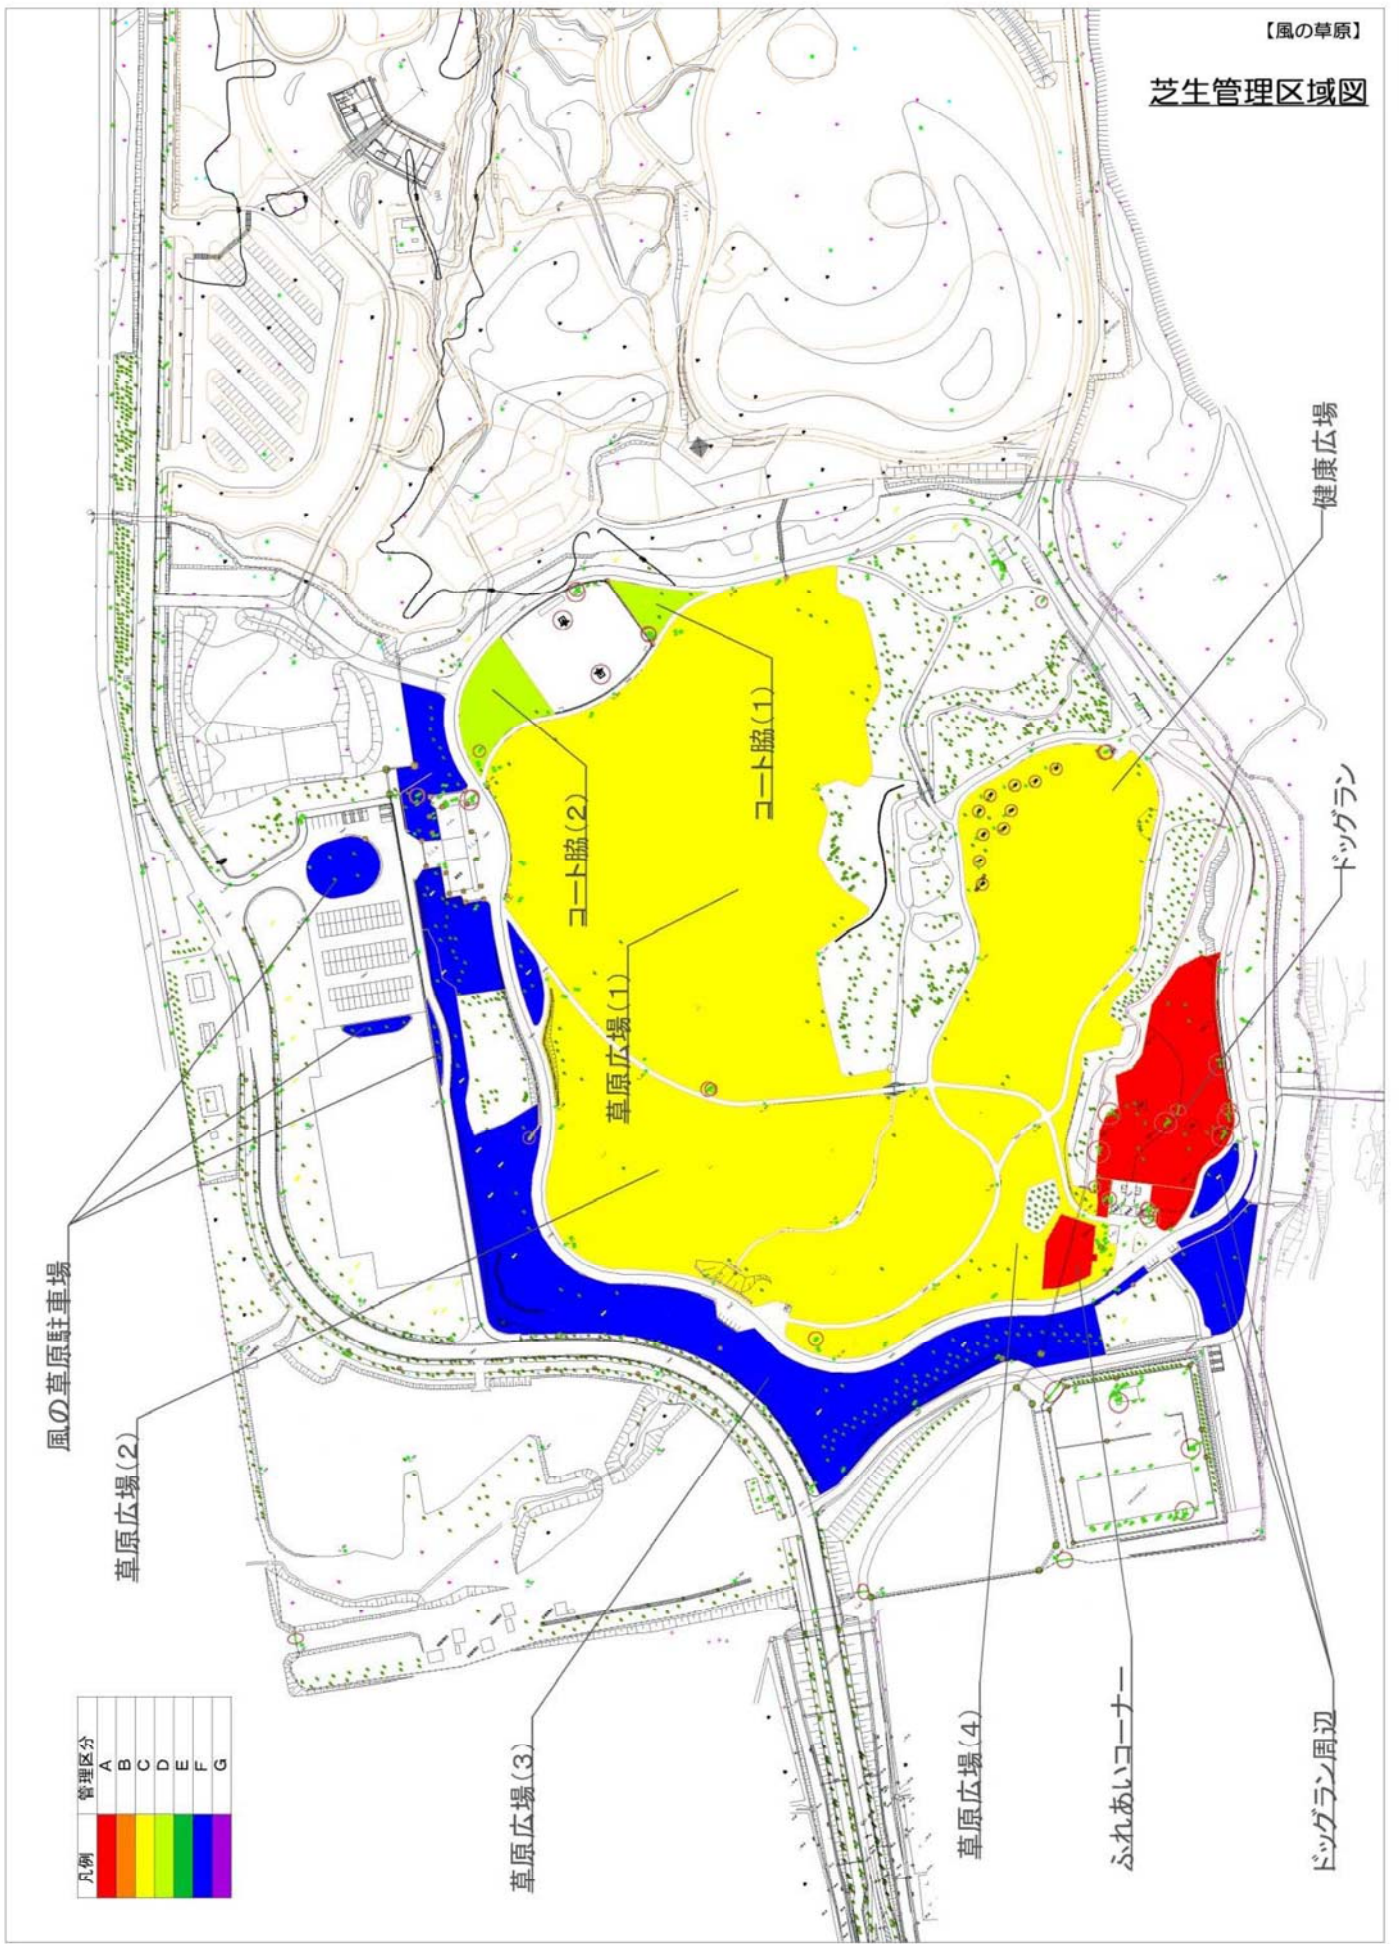 【風の草原】
芝生管理区域図
健康広場
コート脇(1)
コート脇(2)
ドッグラン
草原広場(1)
風の草原駐車場
草原広場(2)
草原広場(3)
草原広場(4)
ふれあいコーナー
ドッグラン周辺
凡例 管理区分
A
B
C
D
E
F
G